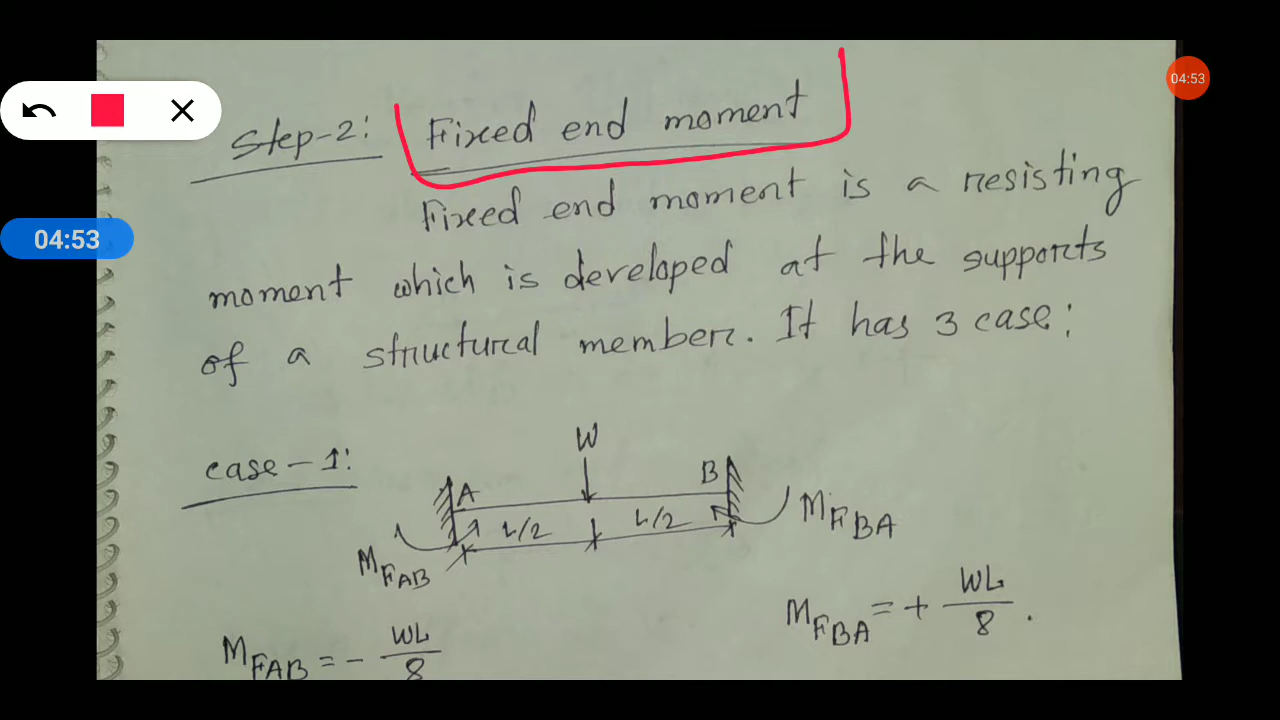 04:53
04:53
Step-2: Fixed end moment
Fixed end moment is a resisting
moment which is developed at the supports
of a structural member. It has 3 case:
case-1:
W
A
B
L/2
L/2
M_FAB
M_FBA
M_FBA = + WL/8.
M_FAB = - WL/8